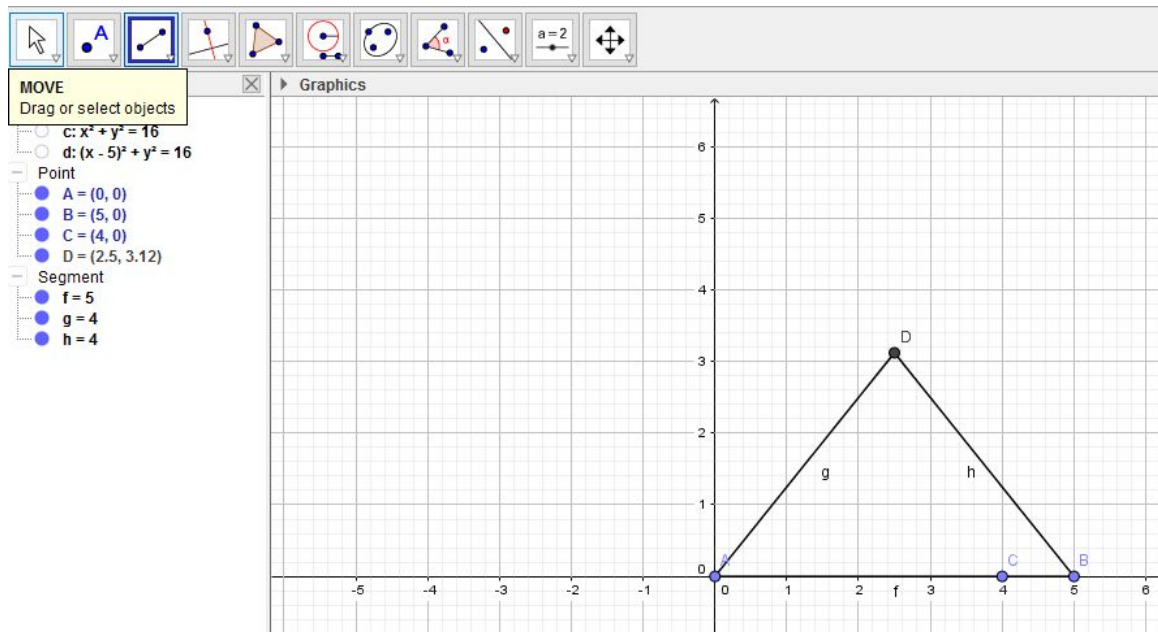 A
α
a = 2
MOVE
Drag or select objects
Graphics
c: x² + y² = 16
d: (x - 5)² + y² = 16
Point
A = (0, 0)
B = (5, 0)
C = (4, 0)
D = (2.5, 3.12)
Segment
f = 5
g = 4
h = 4
6
5
4
D
3
2
g h
1
A C B
0
-5 -4 -3 -2 -1 0 1 2 f 3 4 5 6